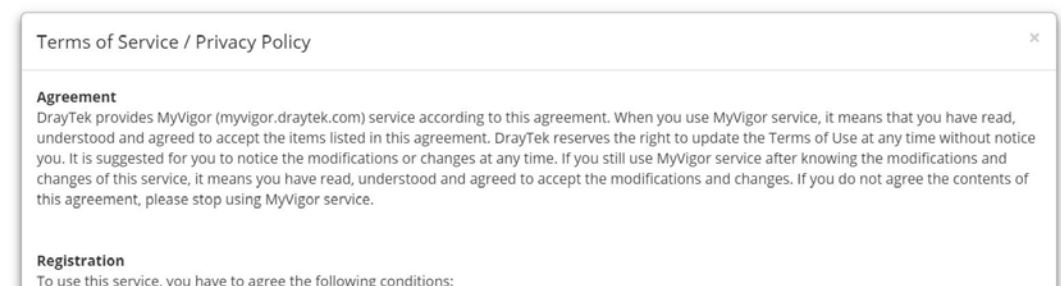 Terms of Service / Privacy Policy ×
Agreement
DrayTek provides MyVigor (myvigor.draytek.com) service according to this agreement. When you use MyVigor service, it means that you have read,
understood and agreed to accept the items listed in this agreement. DrayTek reserves the right to update the Terms of Use at any time without notice
you. It is suggested for you to notice the modifications or changes at any time. If you still use MyVigor service after knowing the modifications and
changes of this service, it means you have read, understood and agreed to accept the modifications and changes. If you do not agree the contents of
this agreement, please stop using MyVigor service.
Registration
To use this service, you have to agree the following conditions: